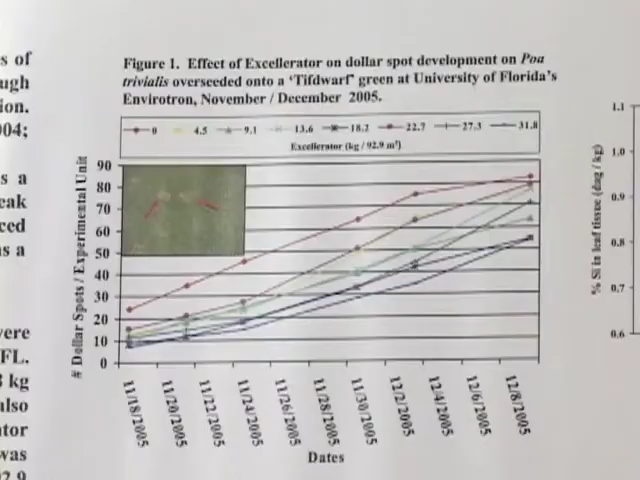 s of
ugh
ion.
04;
s a
eak
ced
s a
vere
FL.
kg
also
ator
was
Figure 1. Effect of Excellerator on dollar spot development on Poa
trivialis overseeded onto a ‘Tifdwarf’ green at University of Florida’s
Envirotron, November / December 2005.
0 4.5 9.1 13.6 18.2 22.7 27.3 31.8
Excellerator (kg / 92.9 m²)
# Dollar Spots / Experimental Unit
90
80
70
60
50
40
30
20
10
0
11/18/2005
11/20/2005
11/22/2005
11/24/2005
11/26/2005
11/28/2005
11/30/2005
12/2/2005
12/4/2005
12/6/2005
12/8/2005
Dates
% Si in leaf tissue (dag / kg)
1.1
1.0
0.9
0.8
0.6